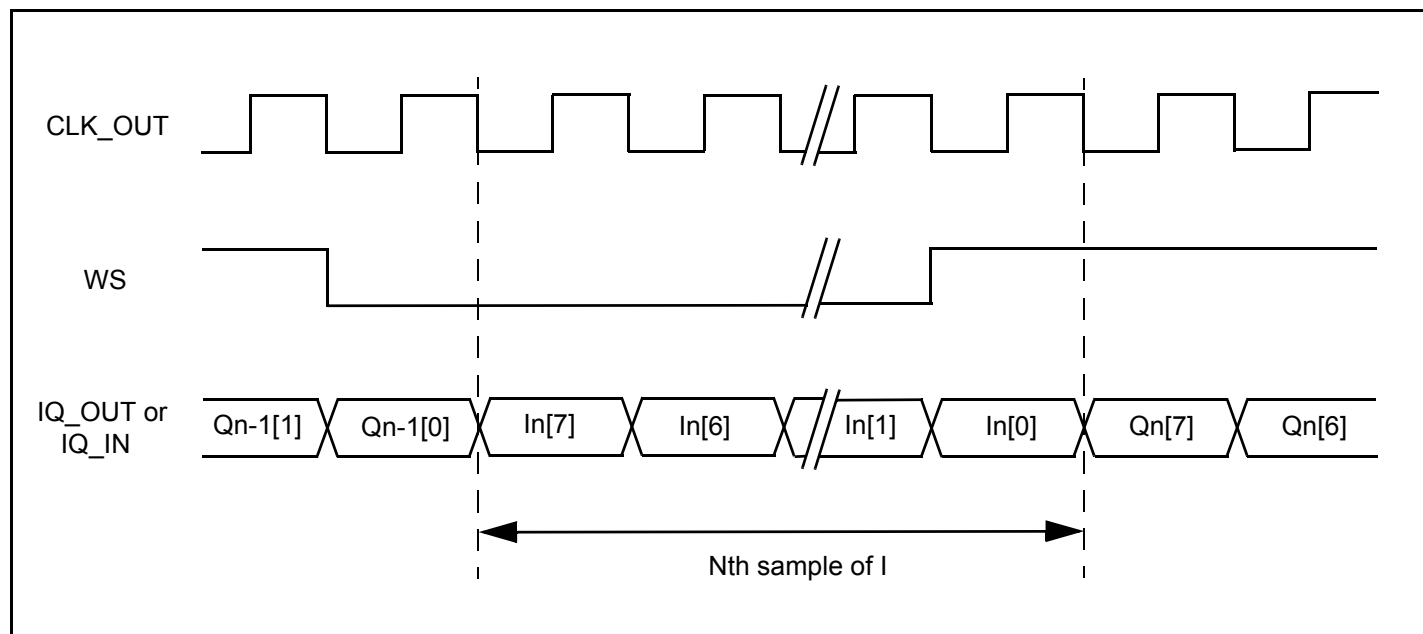 CLK_OUT
WS
IQ_OUT or
IQ_IN
Qn-1[1] Qn-1[0] In[7] In[6] In[1] In[0] Qn[7] Qn[6]
Nth sample of I